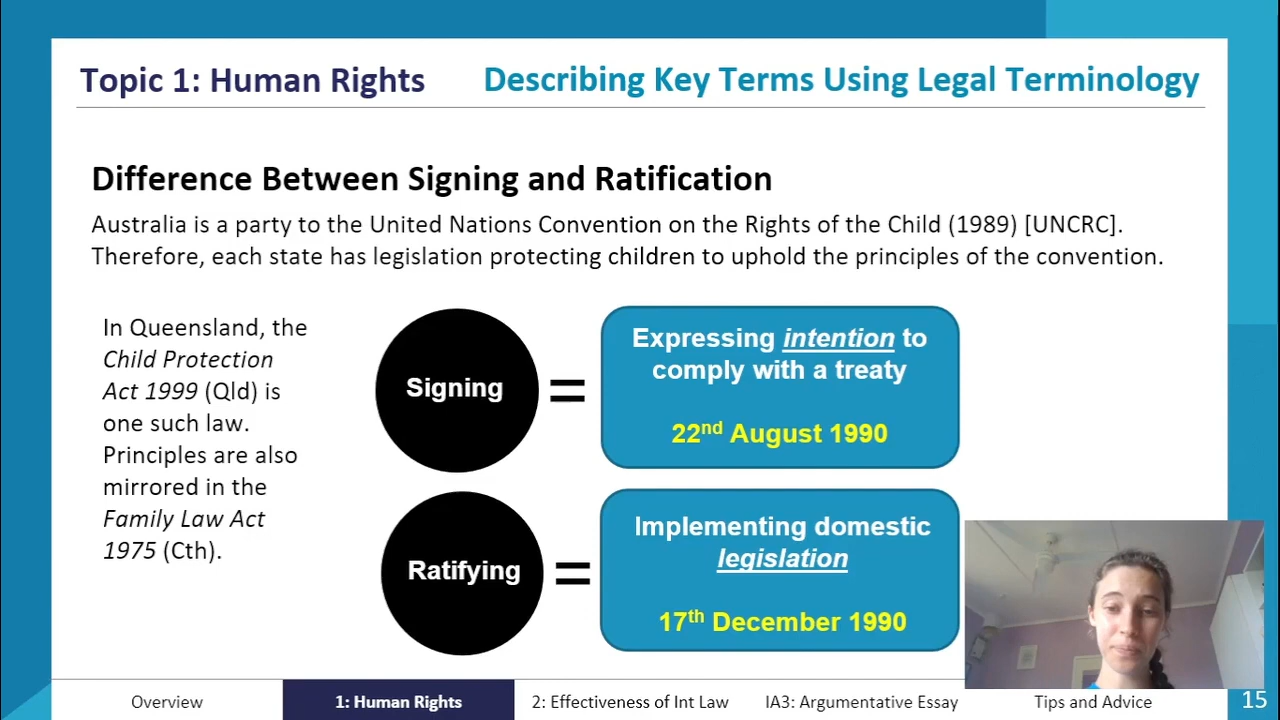 Topic 1: Human Rights
Describing Key Terms Using Legal Terminology
Difference Between Signing and Ratification
Australia is a party to the United Nations Convention on the Rights of the Child (1989) [UNCRC].
Therefore, each state has legislation protecting children to uphold the principles of the convention.
In Queensland, the
Child Protection
Act 1999 (Qld) is
one such law.
Principles are also
mirrored in the
Family Law Act
1975 (Cth).
Signing
=
Expressing intention to
comply with a treaty
22nd August 1990
Ratifying
=
Implementing domestic
legislation
17th December 1990
Overview
1: Human Rights
2: Effectiveness of Int Law
IA3: Argumentative Essay
Tips and Advice
15